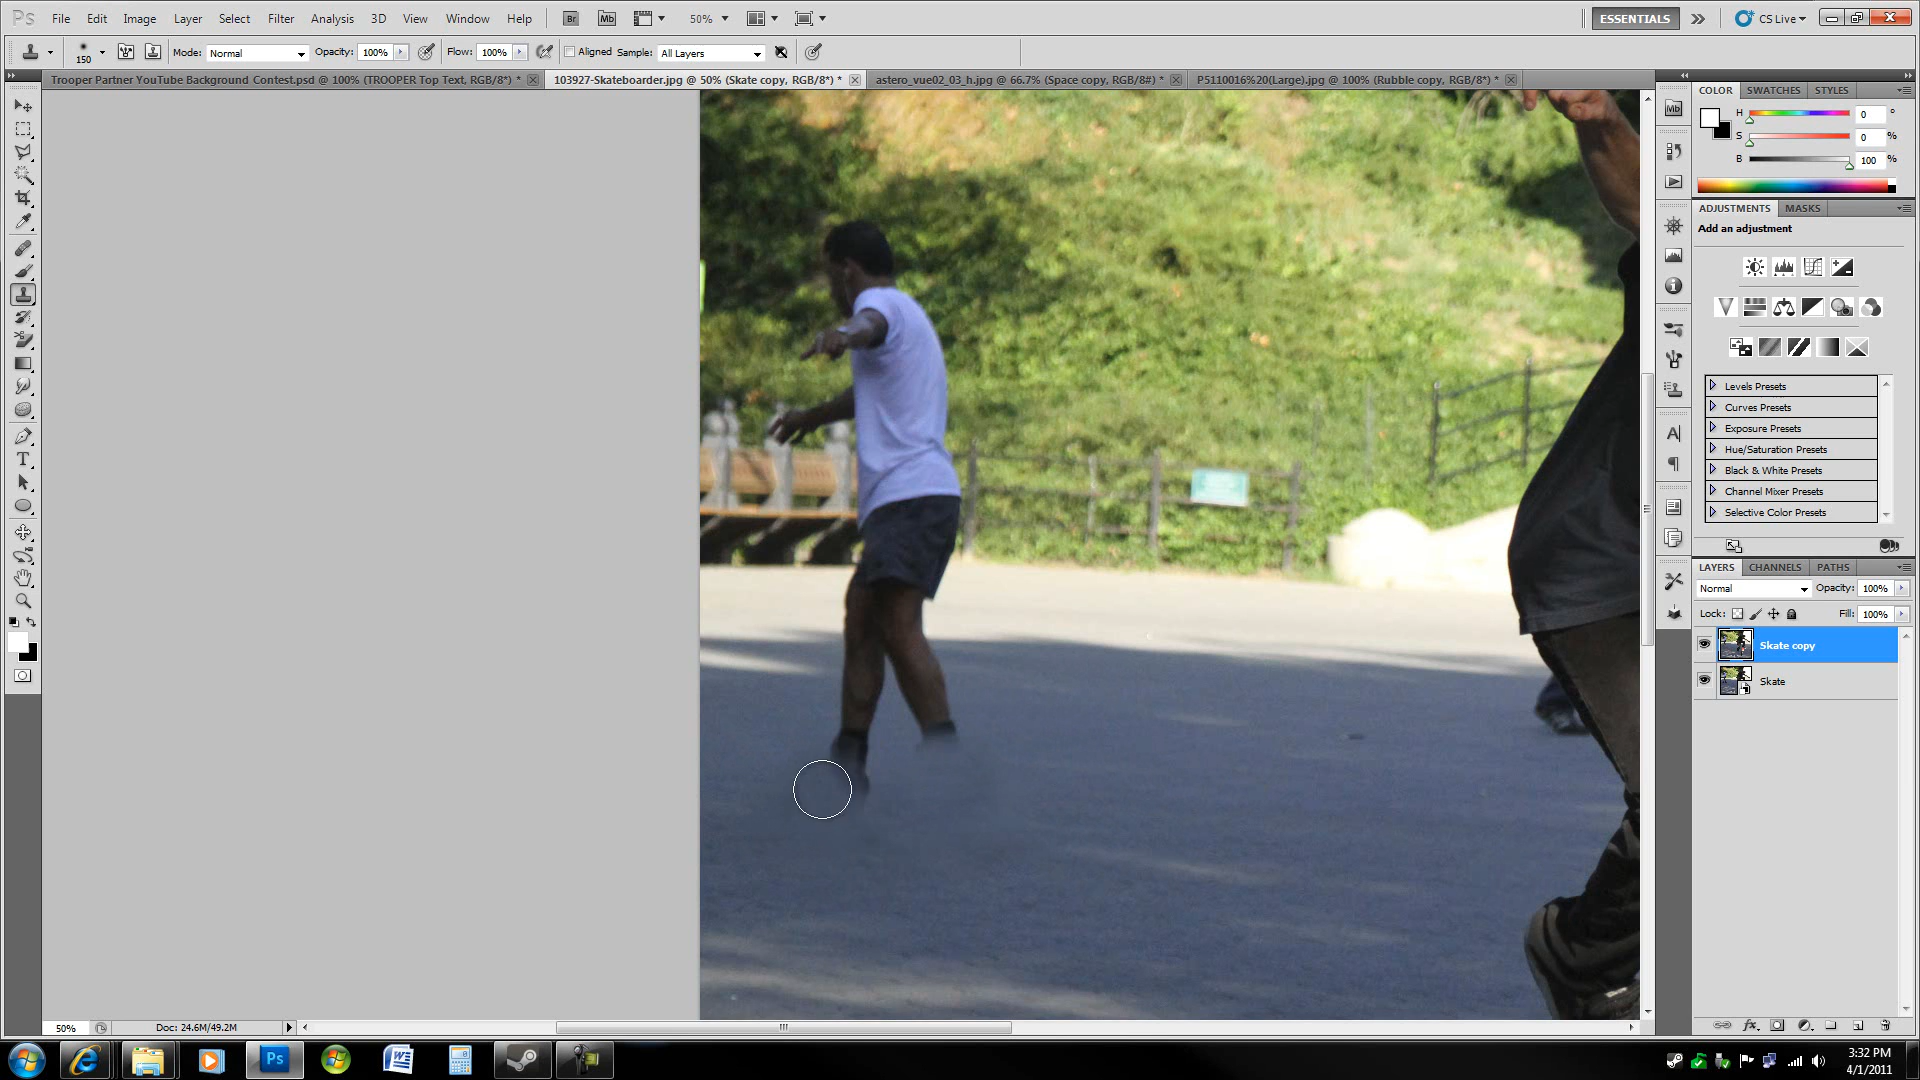 Ps File Edit Image Layer Select Filter Analysis 3D View Window Help Br Mb 50% ESSENTIALS CS Live
150 Mode: Normal Opacity: 100% Flow: 100% Aligned Sample: All Layers
Trooper Partner YouTube Background Contest.psd @ 100% (TROOPER Top Text, RGB/8*) *
103927-Skateboarder.jpg @ 50% (Skate copy, RGB/8*) *
astero_vue02_03_h.jpg @ 66.7% (Space copy, RGB/8#) *
P5110016%20(Large).jpg @ 100% (Rubble copy, RGB/8*) *
COLOR SWATCHES STYLES
Mb
H 0 °
S 0 %
B 100 %
ADJUSTMENTS MASKS
Add an adjustment
Levels Presets
Curves Presets
Exposure Presets
Hue/Saturation Presets
Black & White Presets
Channel Mixer Presets
Selective Color Presets
LAYERS CHANNELS PATHS
Normal Opacity: 100%
Lock: Fill: 100%
Skate copy
Skate
50% Doc: 24.6M/49.2M
Ps
3:32 PM
4/1/2011